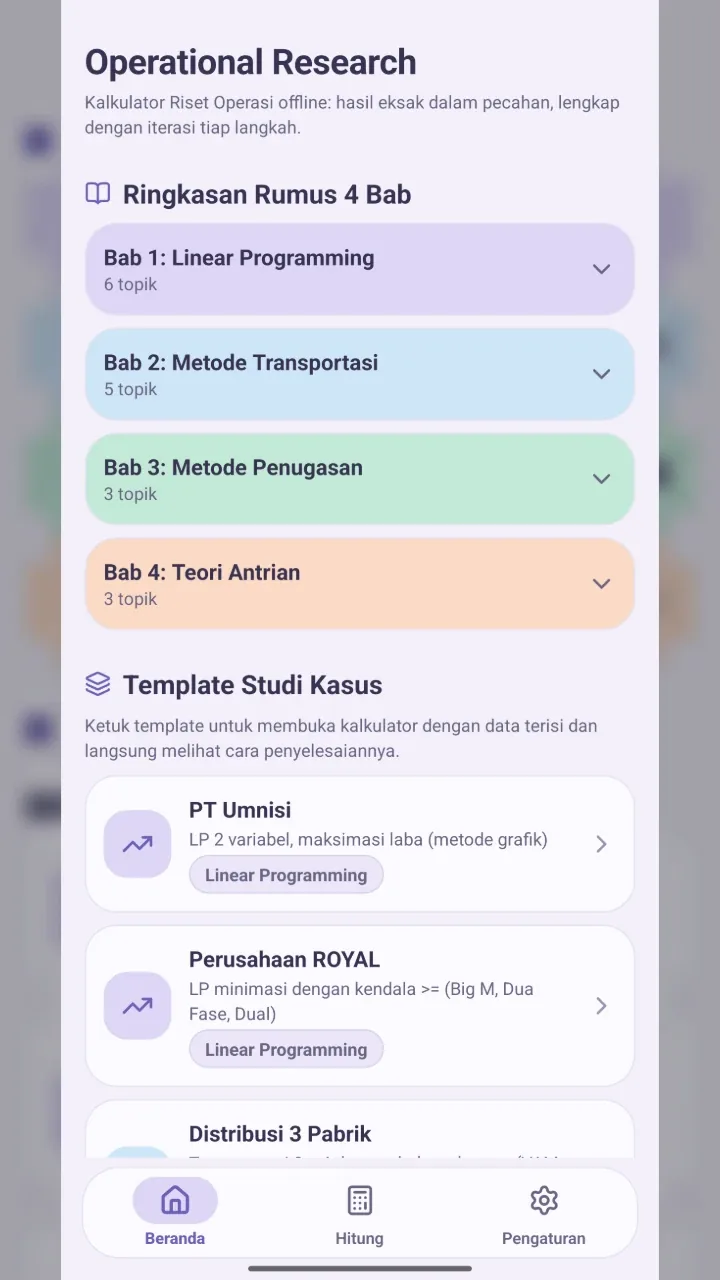 Operational Research
Kalkulator Riset Operasi offline: hasil eksak dalam pecahan, lengkap
dengan iterasi tiap langkah.
Ringkasan Rumus 4 Bab
Bab 1: Linear Programming
6 topik
Bab 2: Metode Transportasi
5 topik
Bab 3: Metode Penugasan
3 topik
Bab 4: Teori Antrian
3 topik
Template Studi Kasus
Ketuk template untuk membuka kalkulator dengan data terisi dan
langsung melihat cara penyelesaiannya.
PT Umnisi
LP 2 variabel, maksimasi laba (metode grafik)
Linear Programming
Perusahaan ROYAL
LP minimasi dengan kendala >= (Big M, Dua
Fase, Dual)
Linear Programming
Distribusi 3 Pabrik
Beranda
Hitung
Pengaturan